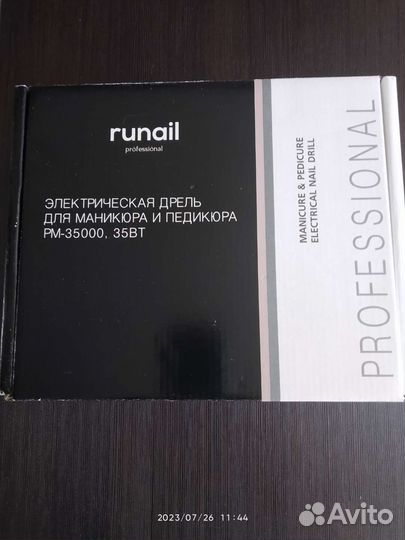 runail
professional
ЭЛЕКТРИЧЕСКАЯ ДРЕЛЬ
ДЛЯ МАНИКЮРА И ПЕДИКЮРА
PM-35000, 35ВТ
MANICURE & PEDICURE
ELECTRICAL NAIL DRILL
PROFESSIONAL
2023/07/26 11:44
Avito